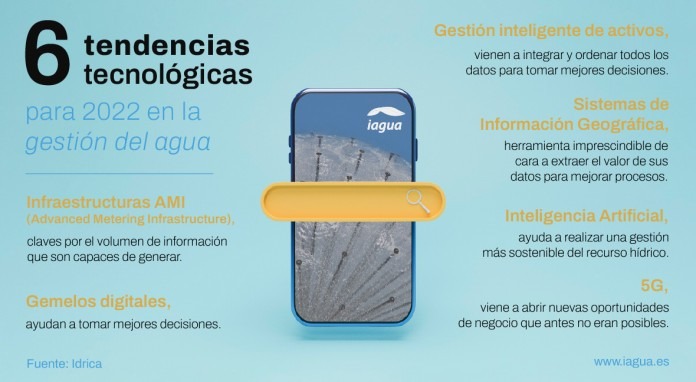 6 tendencias
tecnológicas
para 2022 en la
gestión del agua
Infraestructuras AMI
(Advanced Metering Infrastructure),
claves por el volumen de información
que son capaces de generar.
Gemelos digitales,
ayudan a tomar mejores decisiones.
Fuente: Idrica
iagua
Gestión inteligente de activos,
vienen a integrar y ordenar todos los
datos para tomar mejores decisiones.
Sistemas de
Información Geográfica,
herramienta imprescindible de
cara a extraer el valor de sus
datos para mejorar procesos.
Inteligencia Artificial,
ayuda a realizar una gestión
más sostenible del recurso hídrico.
5G,
viene a abrir nuevas oportunidades
de negocio que antes no eran posibles.
www.iagua.es